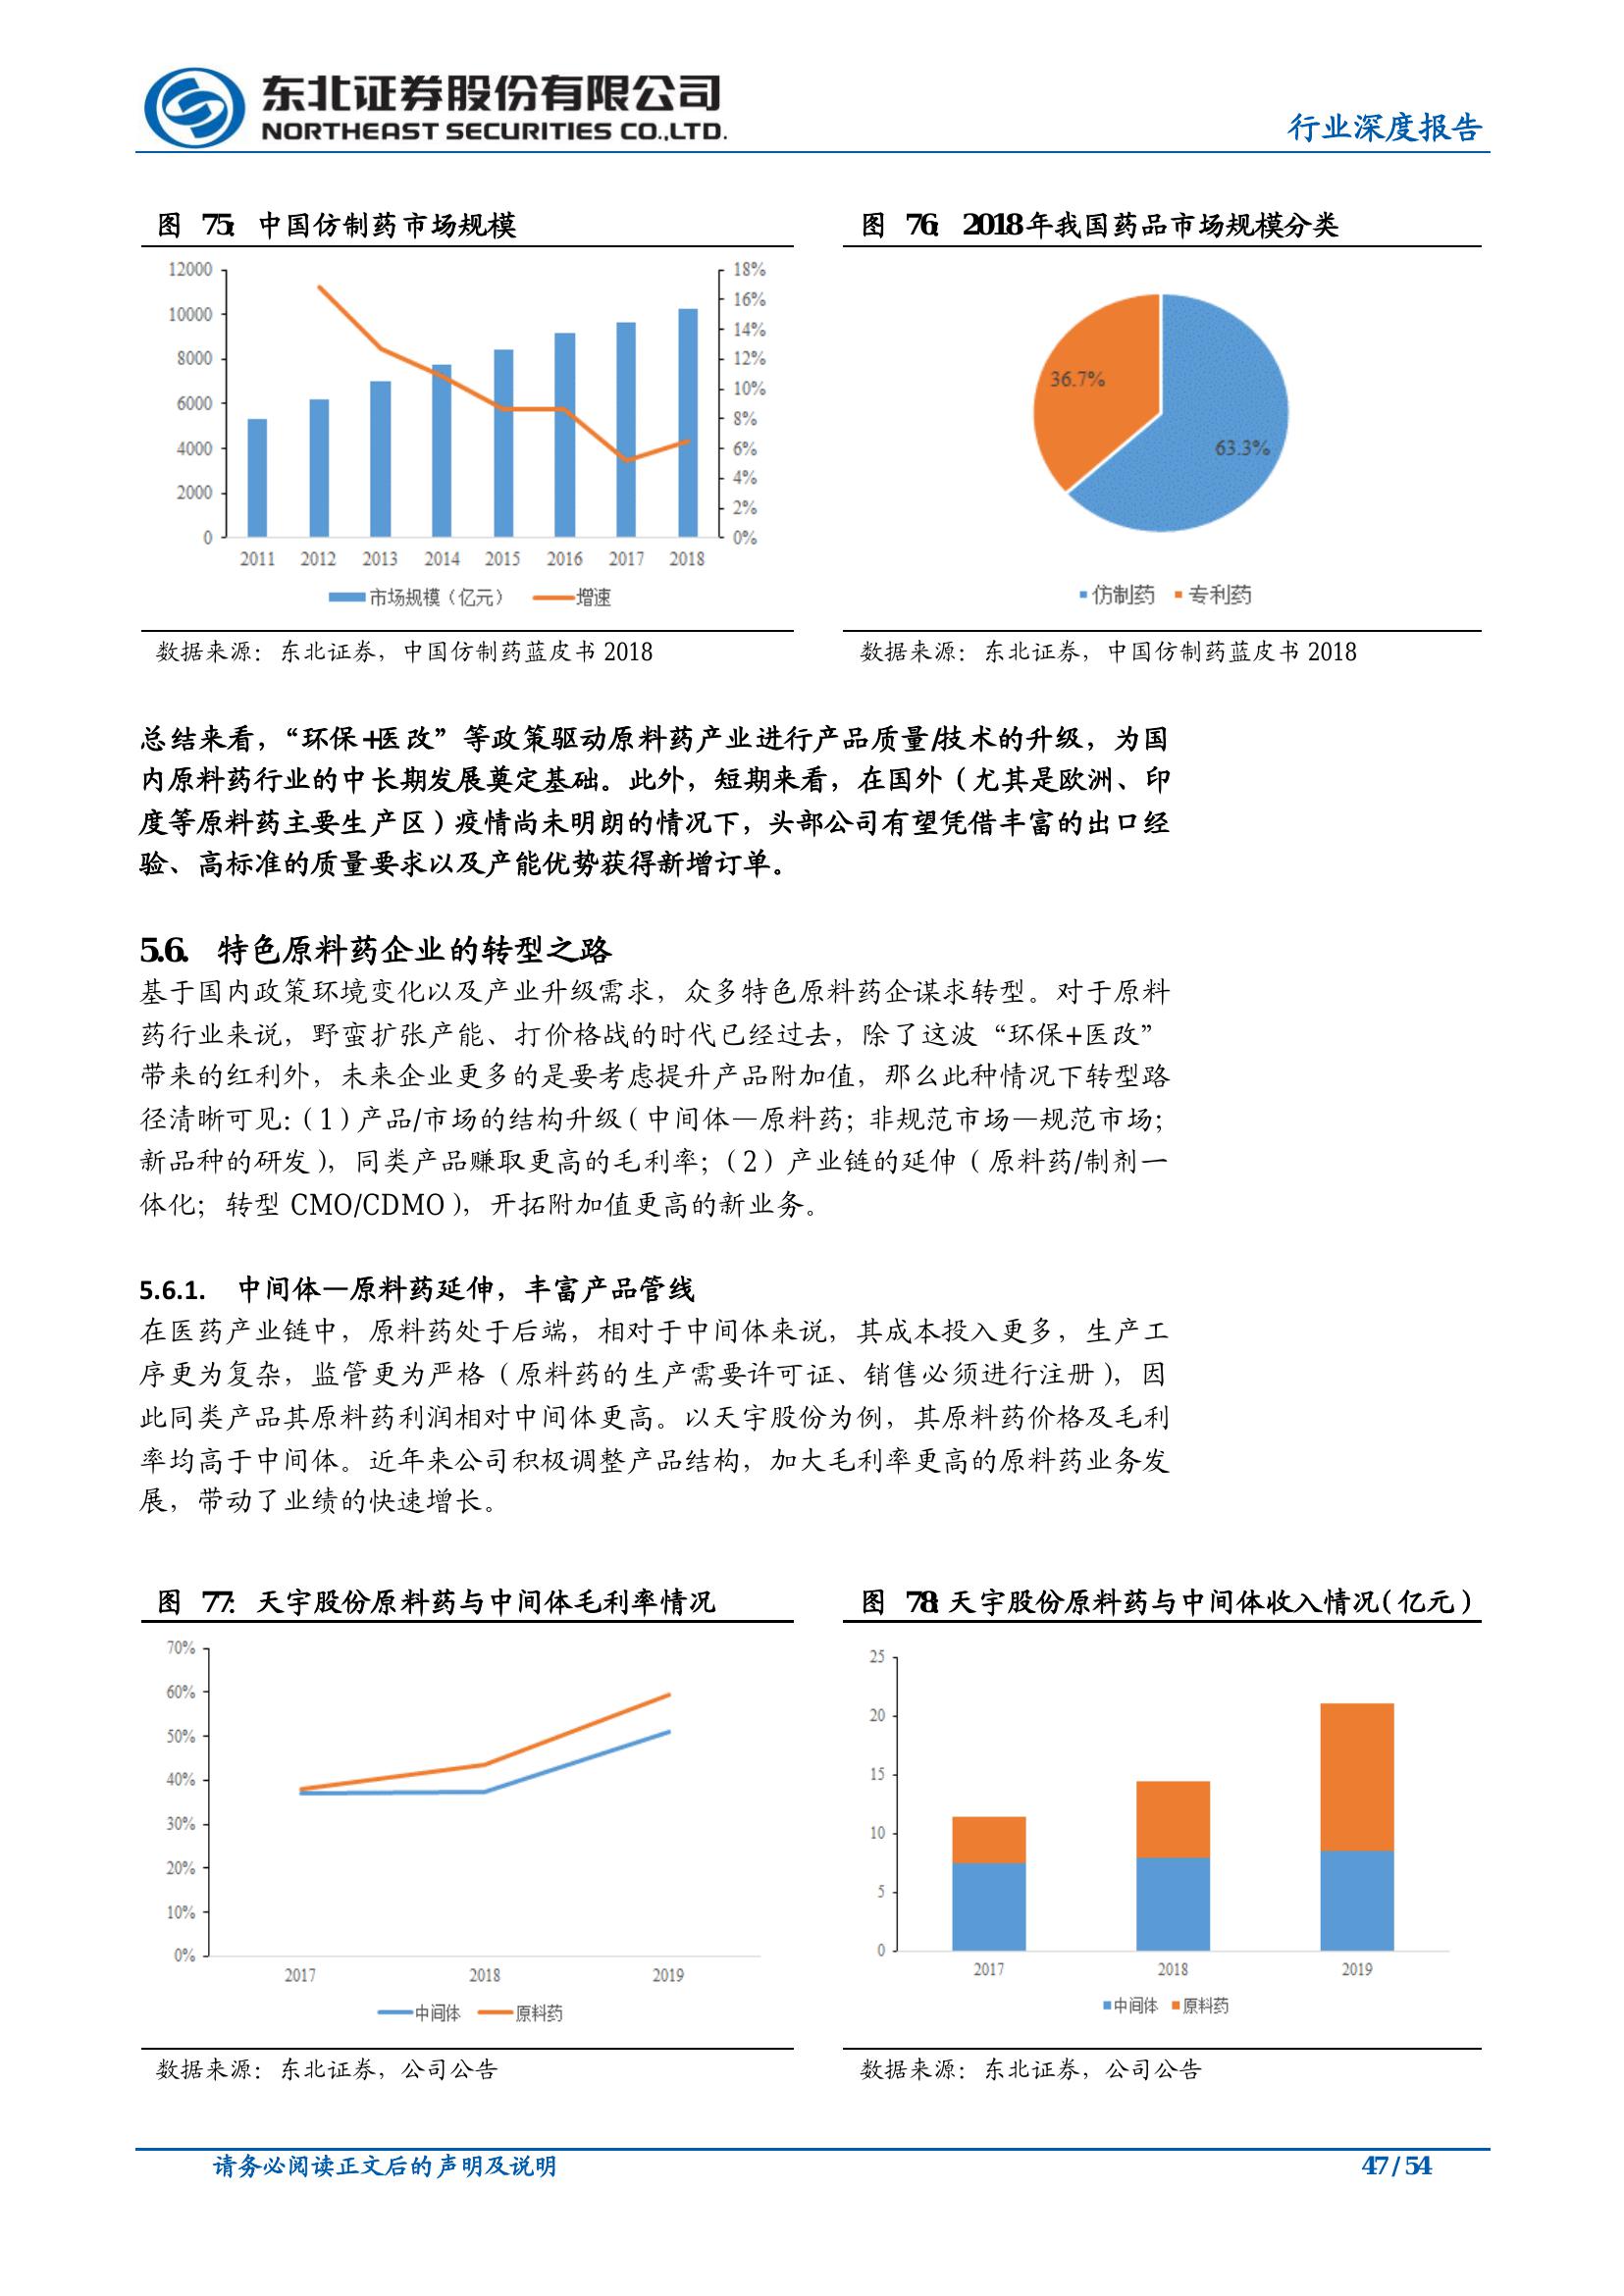 东北证券股份有限公司
NORTHEAST SECURITIES CO.,LTD.
行业深度报告
图 75：中国仿制药市场规模
12000
10000
8000
6000
4000
2000
0
18%
16%
14%
12%
10%
8%
6%
4%
2%
0%
2011 2012 2013 2014 2015 2016 2017 2018
市场规模（亿元） 增速
数据来源：东北证券，中国仿制药蓝皮书 2018
图 76：2018 年我国药品市场规模分类
36.7%
63.3%
仿制药 专利药
数据来源：东北证券，中国仿制药蓝皮书 2018
总结来看，“环保+医改”等政策驱动原料药产业进行产品质量/技术的升级，为国
内原料药行业的中长期发展奠定基础。此外，短期来看，在国外（尤其是欧洲、印
度等原料药主要生产区）疫情尚未明朗的情况下，头部公司有望凭借丰富的出口经
验、高标准的质量要求以及产能优势获得新增订单。
5.6. 特色原料药企业的转型之路
基于国内政策环境变化以及产业升级需求，众多特色原料药企谋求转型。对于原料
药行业来说，野蛮扩张产能、打价格战的时代已经过去，除了这波“环保+医改”
带来的红利外，未来企业更多的是要考虑提升产品附加值，那么此种情况下转型路
径清晰可见：（1）产品/市场的结构升级（中间体—原料药；非规范市场—规范市场；
新品种的研发），同类产品赚取更高的毛利率；（2）产业链的延伸（原料药/制剂一
体化；转型 CMO/CDMO），开拓附加值更高的新业务。
5.6.1. 中间体—原料药延伸，丰富产品管线
在医药产业链中，原料药处于后端，相对于中间体来说，其成本投入更多，生产工
序更为复杂，监管更为严格（原料药的生产需要许可证、销售必须进行注册），因
此同类产品其原料药利润相对中间体更高。以天宇股份为例，其原料药价格及毛利
率均高于中间体。近年来公司积极调整产品结构，加大毛利率更高的原料药业务发
展，带动了业绩的快速增长。
图 77：天宇股份原料药与中间体毛利率情况
70%
60%
50%
40%
30%
20%
10%
0%
2017 2018 2019
中间体 原料药
数据来源：东北证券，公司公告
图 78：天宇股份原料药与中间体收入情况（亿元）
25
20
15
10
5
0
2017 2018 2019
中间体 原料药
数据来源：东北证券，公司公告
请务必阅读正文后的声明及说明
47 / 54